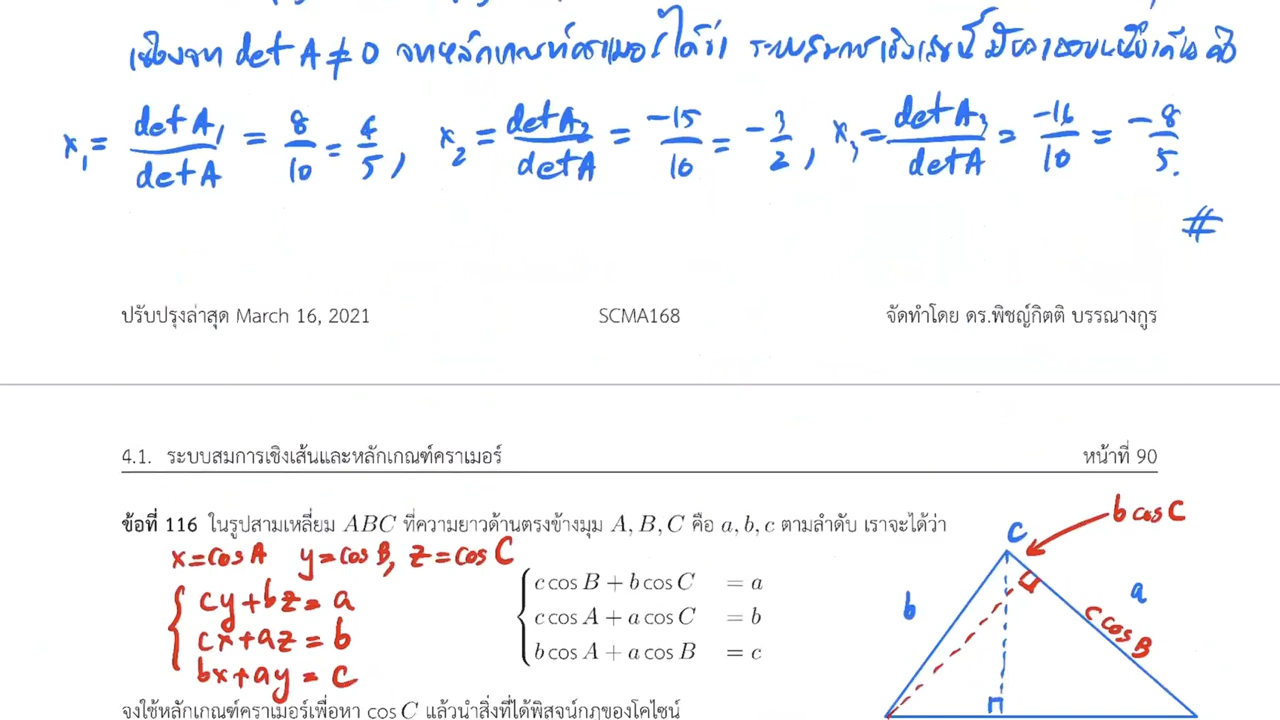 เนื่องจาก det A ≠ 0 จากหลักเกณฑ์คราเมอร์ได้ว่า ระบบสมการเชิงเส้นนี้มีผลเฉลยเพียงหนึ่งเดียว คือ
x₁ = det A₁ / det A = 8/10 = 4/5, x₂ = det A₂ / det A = -15/10 = -3/2, x₃ = det A₃ / det A = -16/10 = -8/5.
#
ปรับปรุงล่าสุด March 16, 2021 SCMA168 จัดทำโดย ดร.พิชญ์กิตติ บรรณางกูร
4.1. ระบบสมการเชิงเส้นและหลักเกณฑ์คราเมอร์ หน้าที่ 90
ข้อที่ 116 ในรูปสามเหลี่ยม ABC ที่ความยาวด้านตรงข้ามมุม A, B, C คือ a, b, c ตามลำดับ เราจะได้ว่า
x = cos A y = cos B, z = cos C
cy + bz = a
cx + az = b
bx + ay = c
c cos B + b cos C = a
c cos A + a cos C = b
b cos A + a cos B = c
b cos C
C
b
a
c cos B
จงใช้หลักเกณฑ์คราเมอร์เพื่อหา cos C แล้วนำสิ่งที่ได้พิสูจน์กฎของโคไซน์